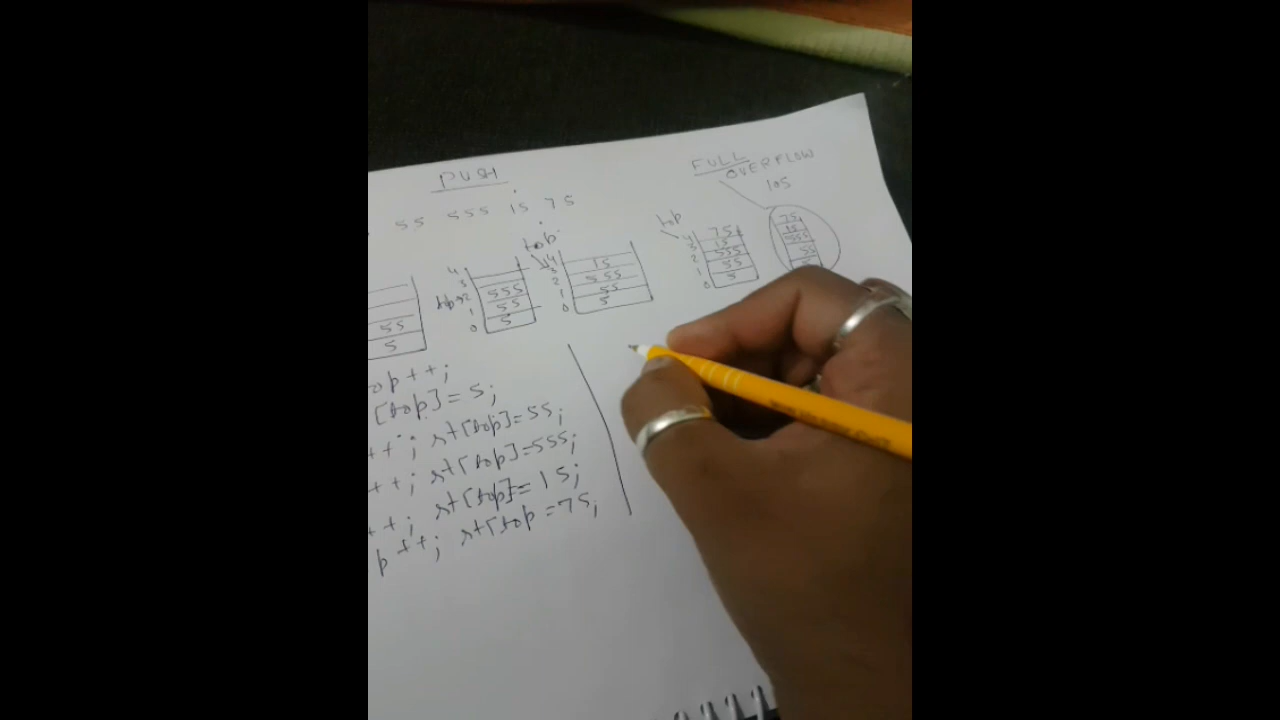 PUSH
FULL
OVERFLOW
105
55 555 15 75
top
top
4
3
2
1
0
55
5
555
55
5
4
3
2
1
0
15
555
55
5
4
3
2
1
0
75
15
555
55
5
75
15
555
55
5
top++;
[top] = 5;
++; st[top]=55;
++; st[top]=555;
++; st[top]=15;
p++; st[top =75;